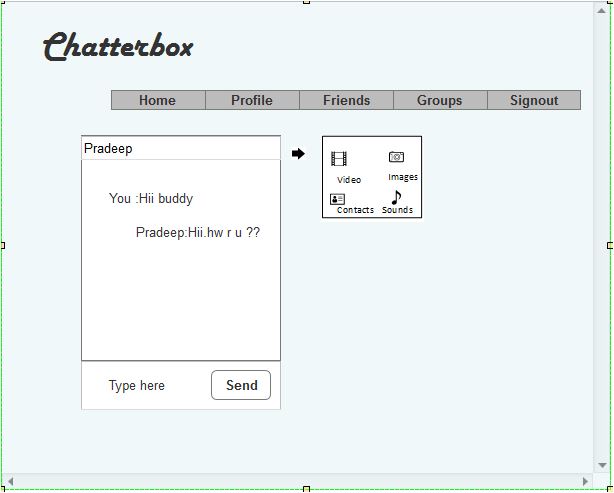 Chatterbox
Home Profile Friends Groups Signout
Pradeep
You :Hii buddy
Pradeep:Hii.hw r u ??
Type here Send
Video Images
Contacts Sounds